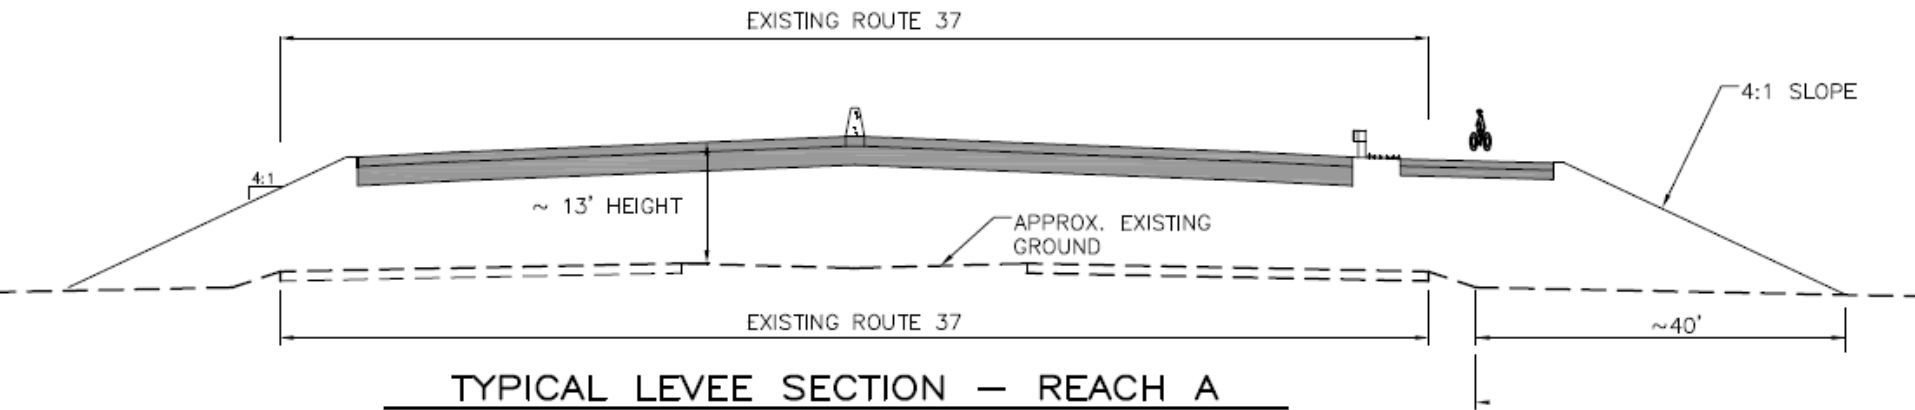 EXISTING ROUTE 37
4:1 SLOPE
4:1
~ 13' HEIGHT
APPROX. EXISTING
GROUND
EXISTING ROUTE 37
~40'
TYPICAL LEVEE SECTION – REACH A